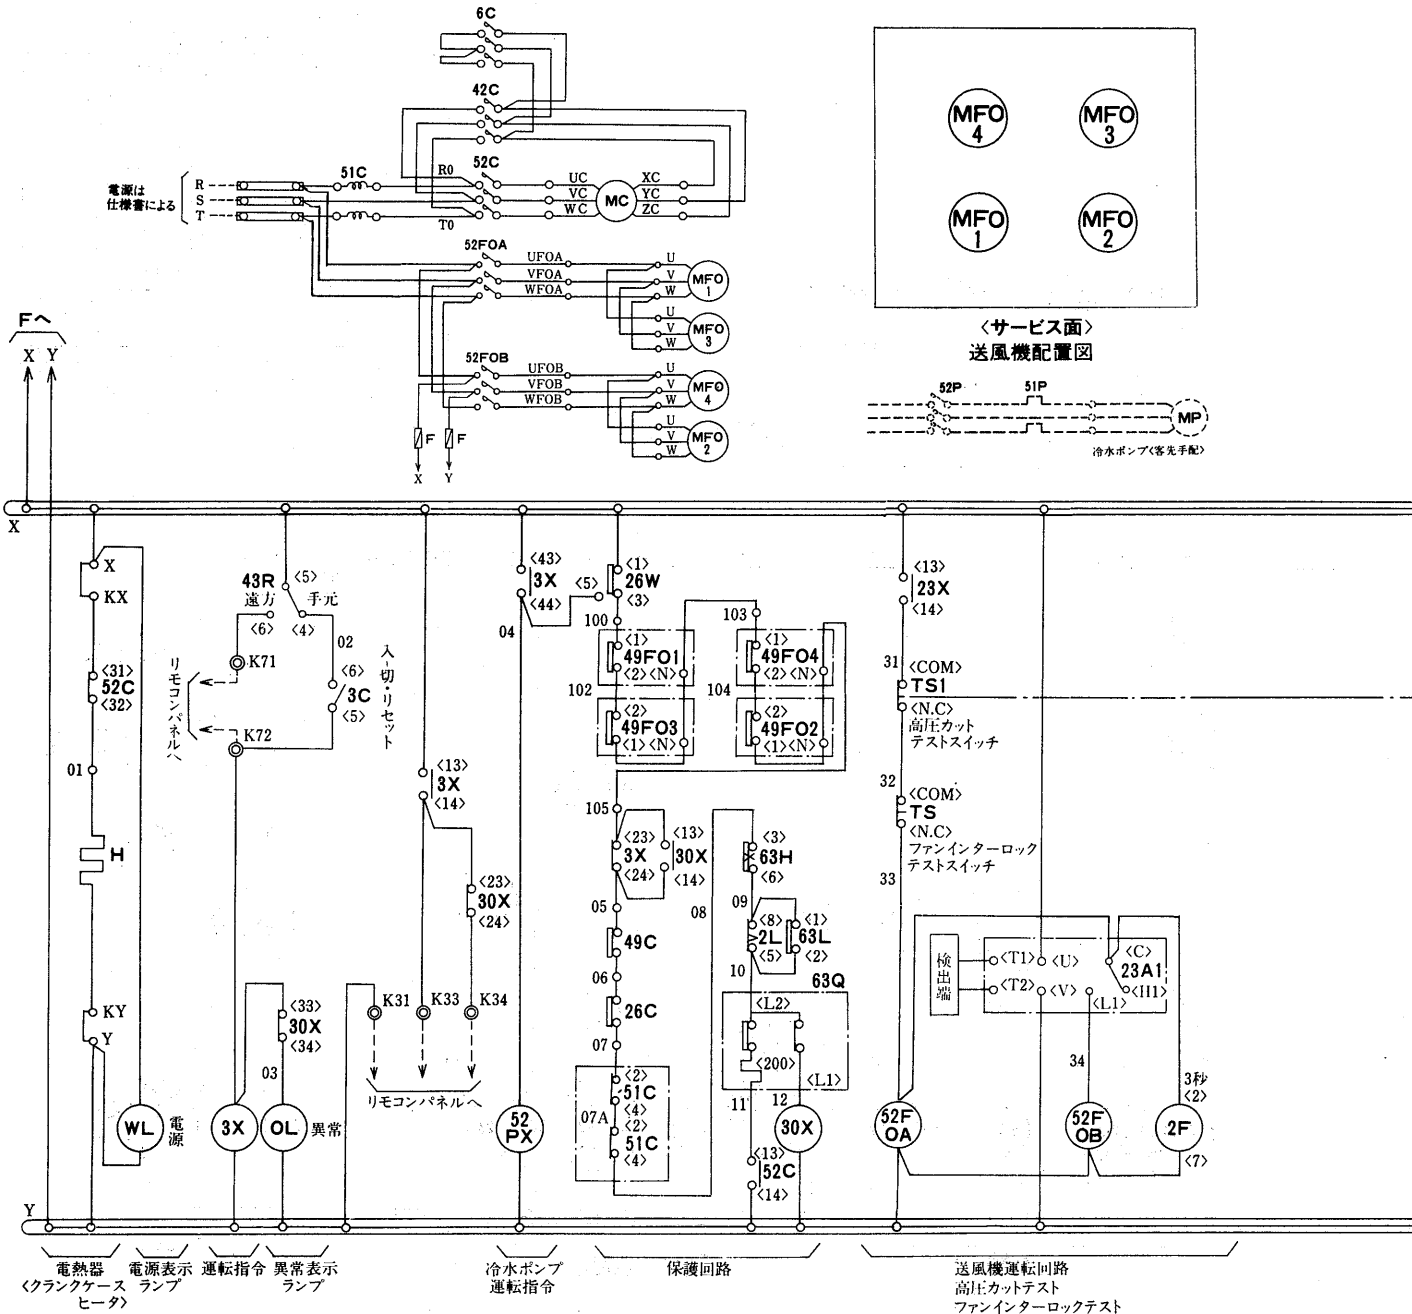 6C
42C
52C
51C
R0
T0
電源は
仕様書による
R
S
T
UC
VC
WC
MC
XC
YC
ZC
52FOA
UFOA
VFOA
WFOA
U
V
W
MFO
1
U
V
W
MFO
3
52FOB
UFOB
VFOB
WFOB
U
V
W
MFO
4
U
V
W
MFO
2
F
F
X
Y
MFO
4
MFO
3
MFO
1
MFO
2
〈サービス面〉
送風機配置図
52P
51P
MP
冷水ポンプ〈客先手配〉
Fへ
X Y
X
X
KX
〈31〉
52C
〈32〉
01
H
KY
Y
WL
電源
43R
遠方
〈5〉
手元
〈6〉
〈4〉
02
K71
リモコンパネルへ
K72
〈6〉
3C
〈5〉
入-切・リセット
3X
〈33〉
30X
〈34〉
03
OL
異常
〈13〉
3X
〈14〉
〈23〉
30X
〈24〉
K31
K33
K34
リモコンパネルへ
〈43〉
3X
〈44〉
04
52
PX
〈5〉
〈1〉
26W
〈3〉
100
〈1〉
49FO1
〈2〉〈N〉
102
〈2〉
49FO3
〈1〉〈N〉
103
〈1〉
49FO4
〈2〉〈N〉
104
〈2〉
49FO2
〈1〉〈N〉
105
〈23〉
3X
〈24〉
〈13〉
30X
〈14〉
05
49C
06
26C
07
〈2〉
51C
〈4〉
07A
〈2〉
51C
〈4〉
08
〈3〉
63H
〈6〉
09
〈8〉
2L
〈5〉
〈1〉
63L
〈2〉
10
63Q
〈L2〉
〈200〉
〈L1〉
11
12
30X
〈13〉
52C
〈14〉
〈13〉
23X
〈14〉
31
〈COM〉
TS1
〈N.C〉
高圧カット
テストスイッチ
32
〈COM〉
TS
〈N.C〉
ファンインターロック
テストスイッチ
33
検出端
〈T1〉
〈U〉
〈C〉
23A1
〈T2〉
〈V〉
〈H1〉
〈L1〉
34
52F
OA
52F
OB
3秒
〈2〉
2F
〈7〉
Y
電熱器
〈クランクケース
ヒータ〉
電源表示
ランプ
運転指令
異常表示
ランプ
冷水ポンプ
運転指令
保護回路
送風機運転回路
高圧カットテスト
ファンインターロックテスト